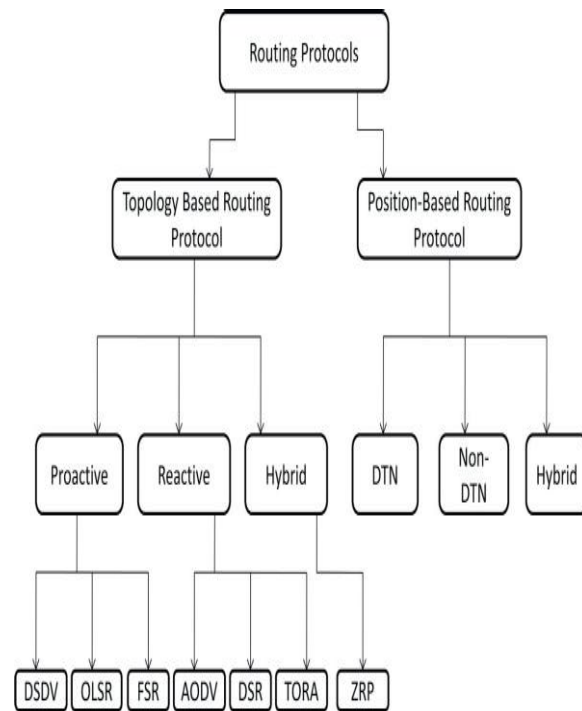 Routing Protocols
Topology Based Routing
Protocol
Position-Based Routing
Protocol
Proactive
Reactive
Hybrid
DTN
Non-
DTN
Hybrid
DSDV
OLSR
FSR
AODV
DSR
TORA
ZRP